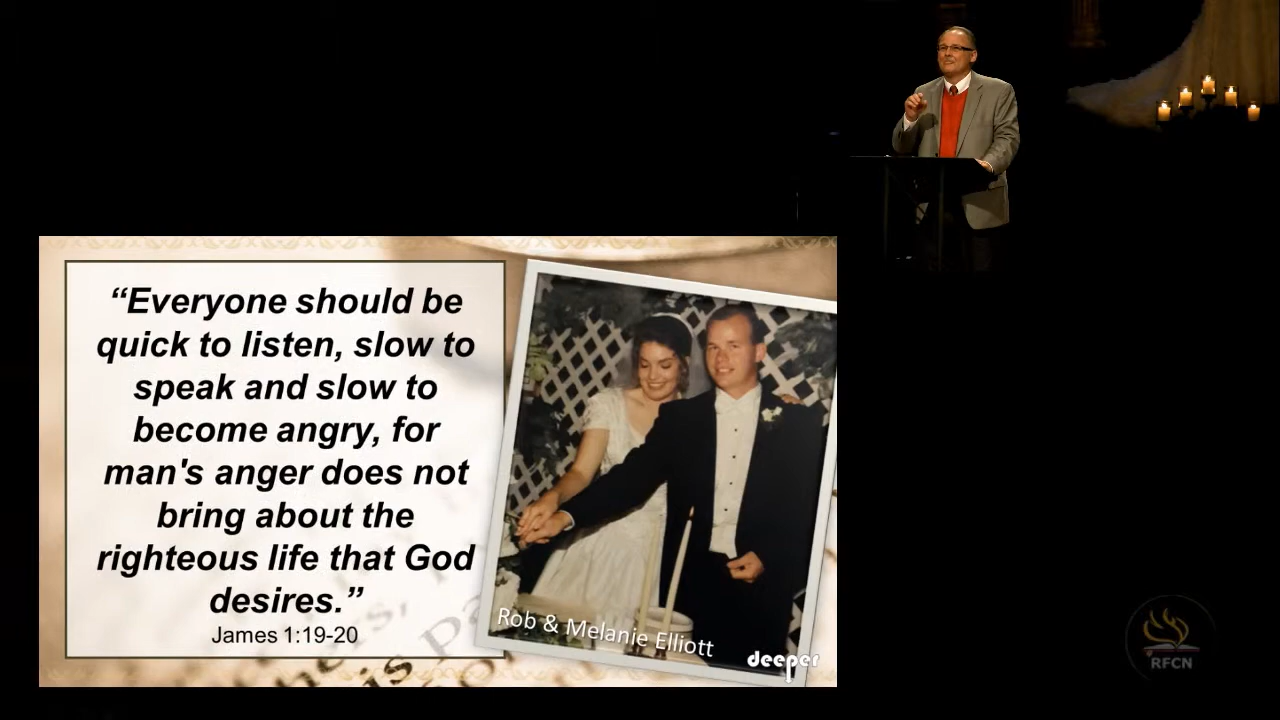 “Everyone should be
quick to listen, slow to
speak and slow to
become angry, for
man's anger does not
bring about the
righteous life that God
desires.”
James 1:19-20
Rob & Melanie Elliott
deeper
RFCN